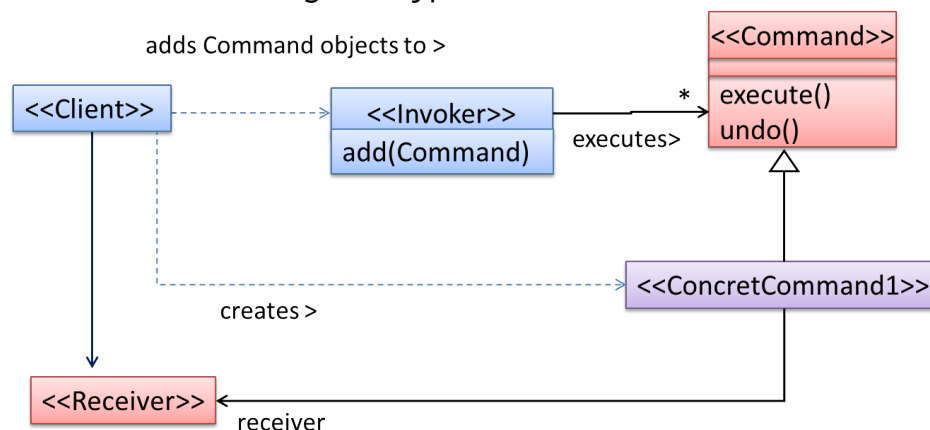 adds Command objects to >
<<Command>>
execute()
undo()
<<Client>>
<<Invoker>>
add(Command)
*
executes>
<<ConcretCommand1>>
creates >
<<Receiver>>
receiver